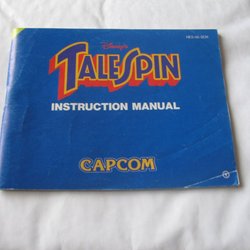 Disney's
TALESPIN
INSTRUCTION MANUAL
CAPCOM